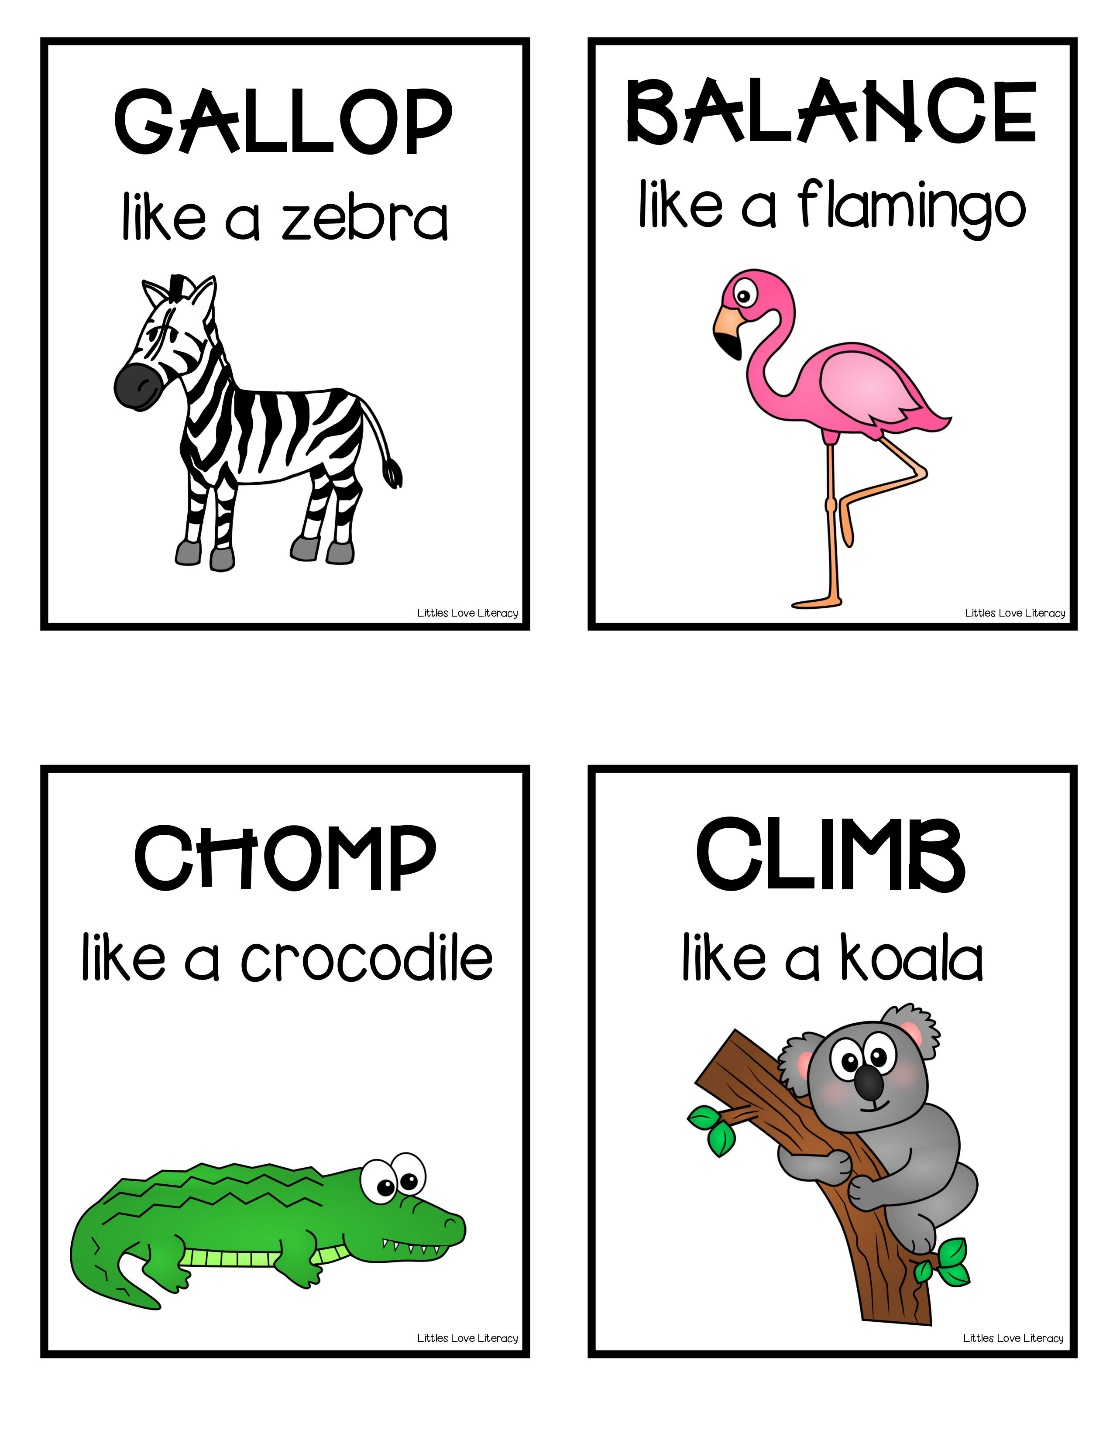 GALLOP
like a zebra
Littles Love Literacy
BALANCE
like a flamingo
Littles Love Literacy
CHOMP
like a crocodile
Littles Love Literacy
CLIMB
like a koala
Littles Love Literacy